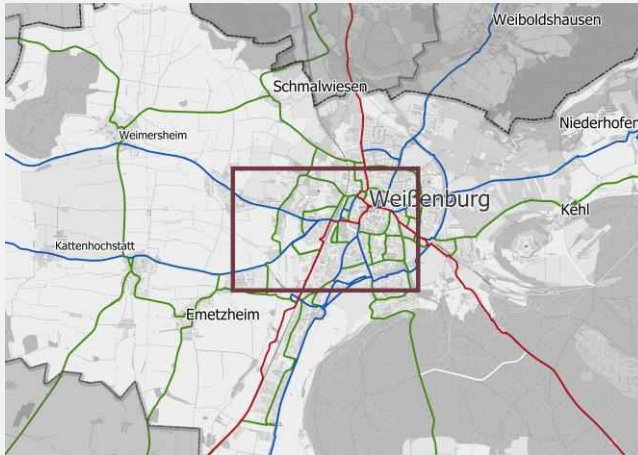 Weiboldshausen
Schmalwiesen
Niederhofen
Weimersheim
Weißenburg
Kehl
Kattenhochstatt
Emetzheim